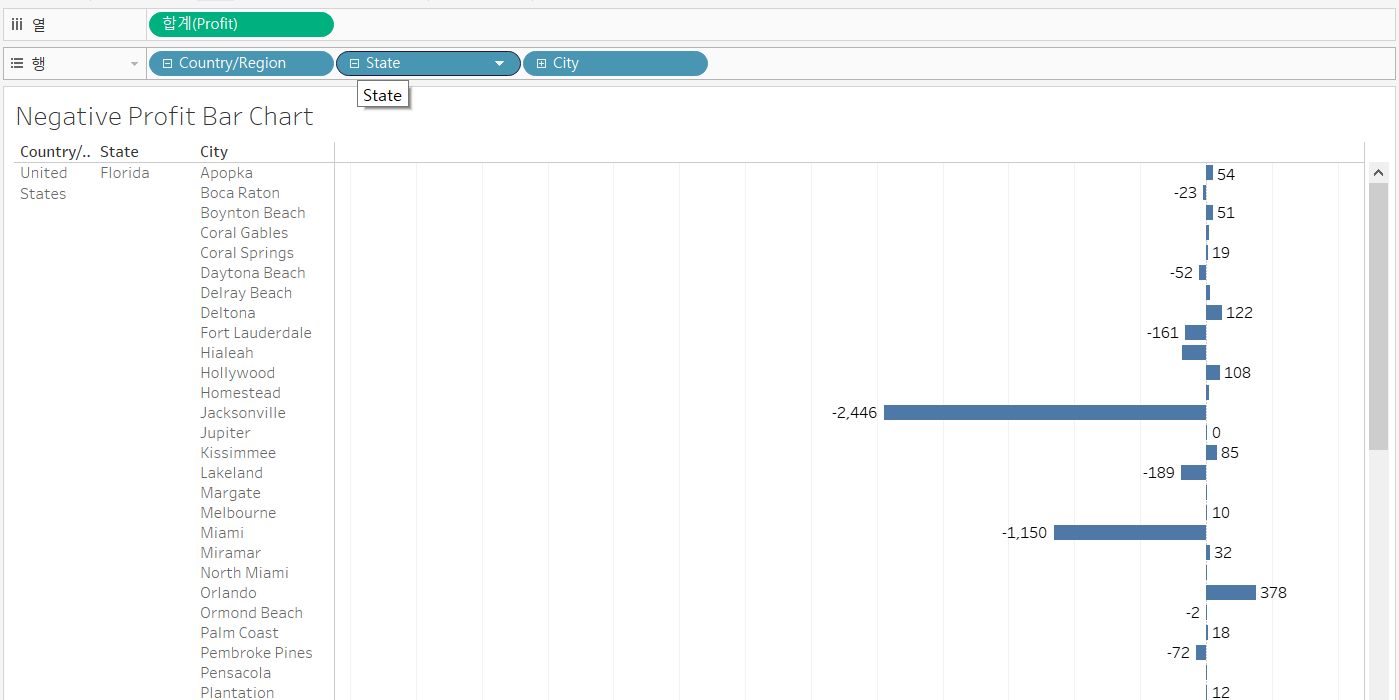 열 합계(Profit)
행 Country/Region State City
State
Negative Profit Bar Chart
Country/.. State City
United States Florida Apopka 54
Boca Raton -23
Boynton Beach 51
Coral Gables
Coral Springs 19
Daytona Beach -52
Delray Beach
Deltona 122
Fort Lauderdale -161
Hialeah
Hollywood 108
Homestead
Jacksonville -2,446
Jupiter 0
Kissimmee 85
Lakeland -189
Margate
Melbourne 10
Miami -1,150
Miramar 32
North Miami
Orlando 378
Ormond Beach -2
Palm Coast 18
Pembroke Pines -72
Pensacola
Plantation 12